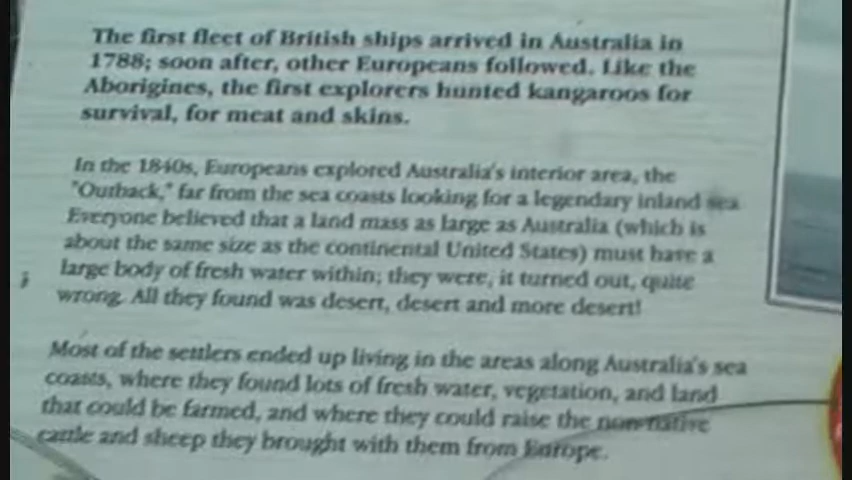 The first fleet of British ships arrived in Australia in
1788; soon after, other Europeans followed. Like the
Aborigines, the first explorers hunted kangaroos for
survival, for meat and skins.
In the 1840s, Europeans explored Australia's interior area, the
"Outback," far from the sea coasts looking for a legendary inland sea
Everyone believed that a land mass as large as Australia (which is
about the same size as the continental United States) must have a
large body of fresh water within; they were, it turned out, quite
wrong. All they found was desert, desert and more desert!
Most of the settlers ended up living in the areas along Australia's sea
coasts, where they found lots of fresh water, vegetation, and land
that could be farmed, and where they could raise the non-native
cattle and sheep they brought with them from Europe.